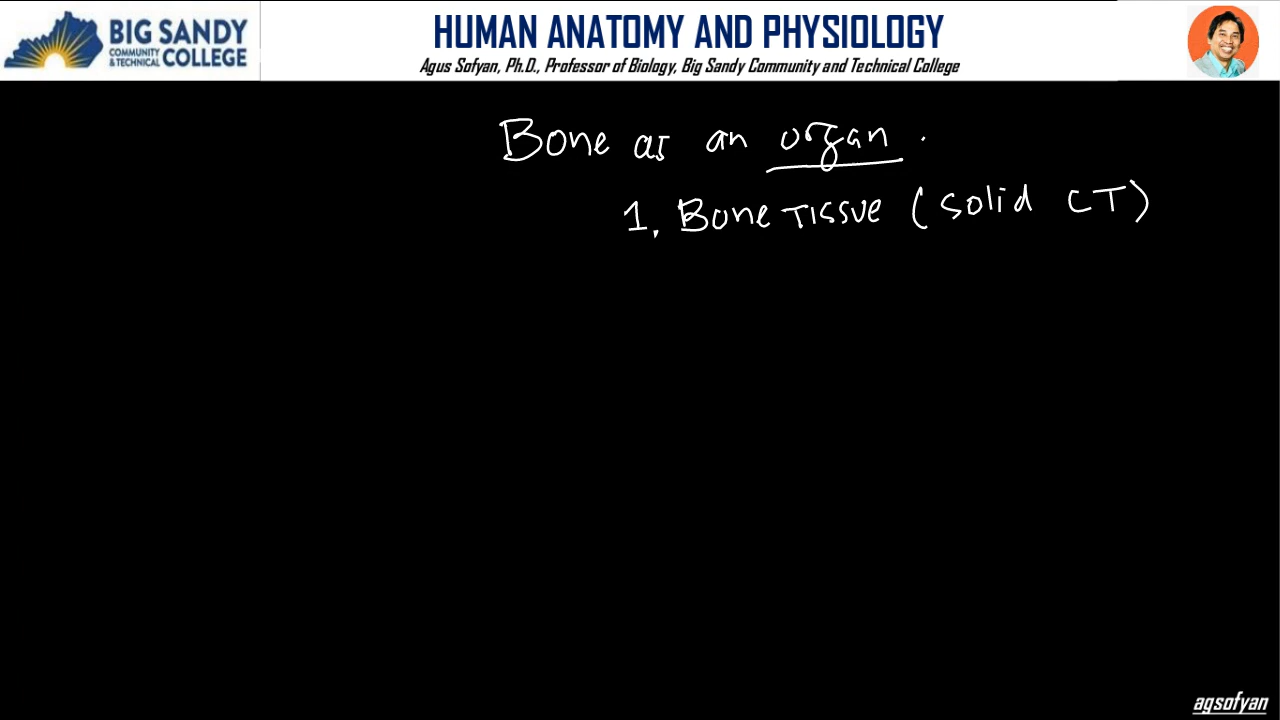 BIG SANDY
COMMUNITY & TECHNICAL COLLEGE
HUMAN ANATOMY AND PHYSIOLOGY
Agus Sofyan, Ph.D., Professor of Biology, Big Sandy Community and Technical College
Bone as an organ.
1. Bone Tissue (solid CT)
agsofyan